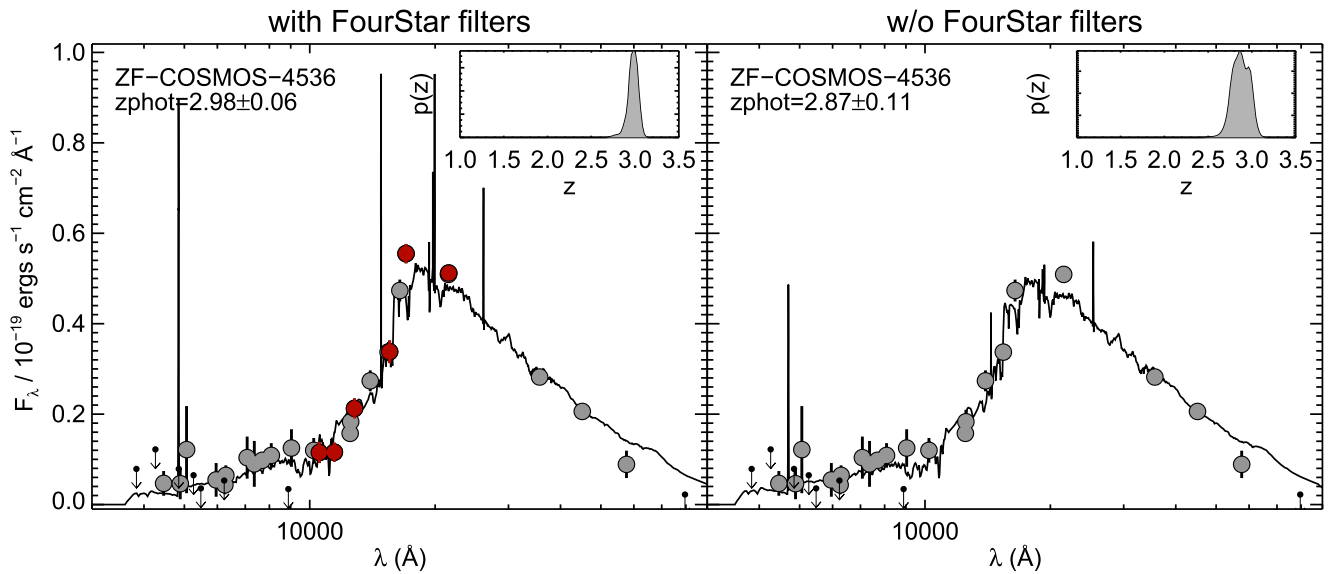 with FourStar filters
w/o FourStar filters
ZF−COSMOS−4536
zphot=2.98±0.06
p(z)
1.0 1.5 2.0 2.5 3.0 3.5
z
ZF−COSMOS−4536
zphot=2.87±0.11
p(z)
1.0 1.5 2.0 2.5 3.0 3.5
z
1.0
0.8
0.6
0.4
0.2
0.0
Fλ / 10⁻¹⁹ ergs s⁻¹ cm⁻² Å⁻¹
10000
10000
λ (Å)
λ (Å)